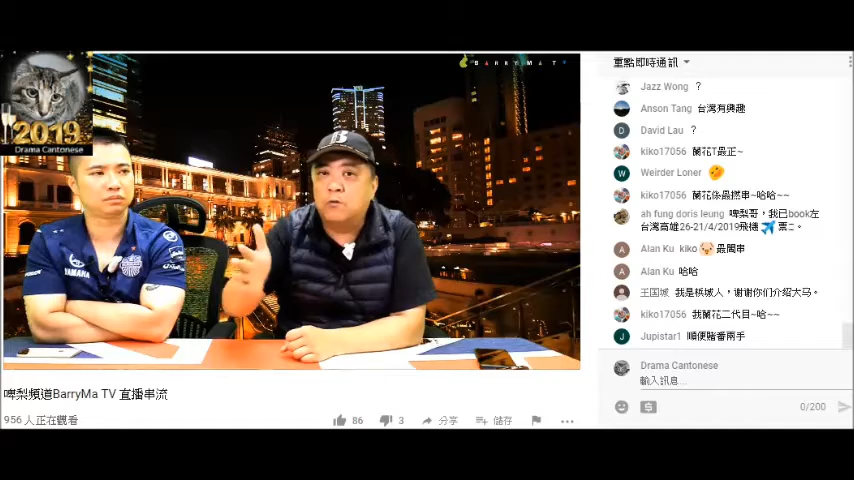 2019
Drama Cantonese
BARRYMA TV
YAMAHA
B
啤梨頻道BarryMa TV 直播串流
956 人正在觀看
86
3
分享
儲存
重點即時通訊
Jazz Wong ?
Anson Tang 台灣有興趣
David Lau ?
kiko17056 蘭花T最正~
Weirder Loner
kiko17056 蘭花係最撚串~哈哈~~
ah fung doris leung 啤梨哥，我已book左
台灣高雄26-21/4/2019飛機 票□。
Alan Ku kiko 最閪串
Alan Ku 哈哈
王国城 我是槟城人，谢谢你们介绍大马。
kiko17056 我蘭花二代目~哈~~
Jupistar1 順便賭番兩手
Drama Cantonese
輸入訊息...
0/200